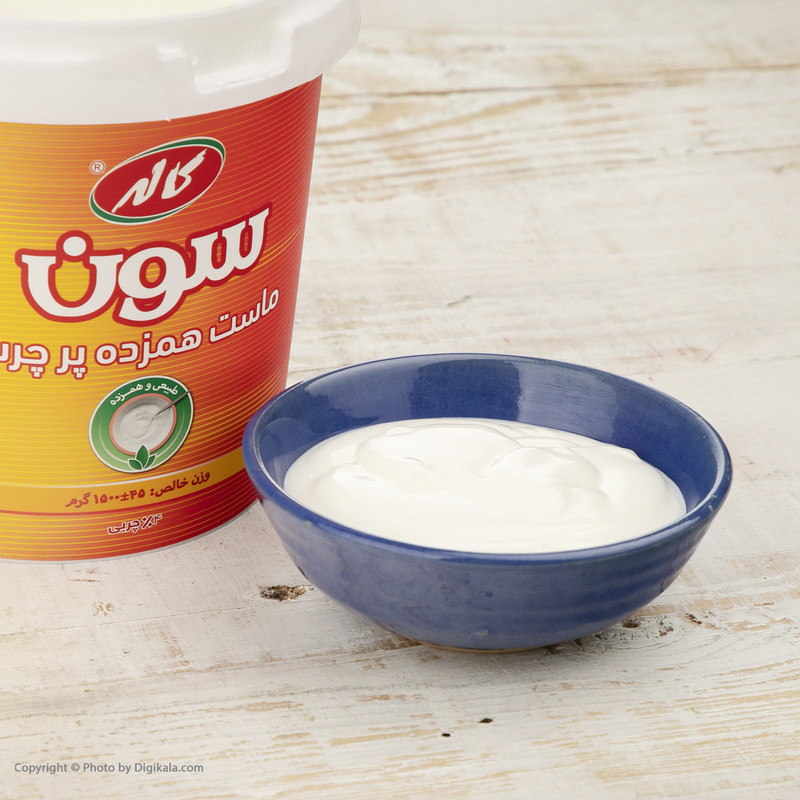 کاله
®
سون
ماست همزده پر چرب
طبیعی و همزده
وزن خالص: ۴۵±۱۵۰۰ گرم
۴٪ چربی
Copyright © Photo by Digikala.com